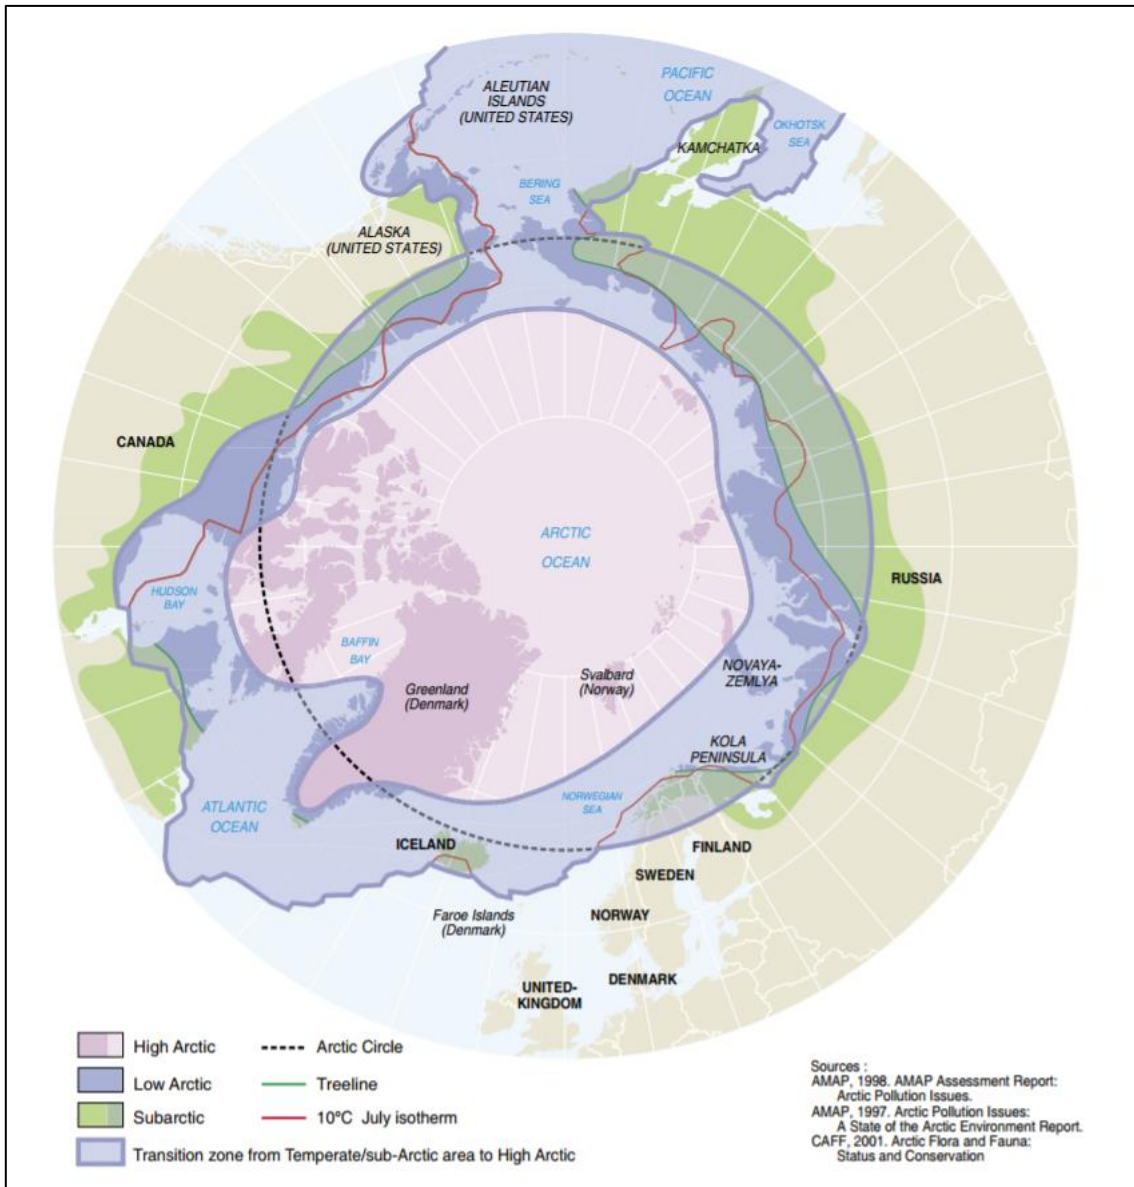 ALEUTIAN
ISLANDS
(UNITED STATES)
PACIFIC
OCEAN
OKHOTSK
SEA
KAMCHATKA
BERING
SEA
ALASKA
(UNITED STATES)
CANADA
ARCTIC
OCEAN
RUSSIA
HUDSON
BAY
BAFFIN
BAY
Greenland
(Denmark)
Svalbard
(Norway)
NOVAYA-
ZEMLYA
KOLA
PENINSULA
ATLANTIC
OCEAN
NORWEGIAN
SEA
ICELAND
FINLAND
SWEDEN
Faroe Islands
(Denmark)
NORWAY
DENMARK
UNITED-
KINGDOM
High Arctic
Arctic Circle
Low Arctic
Treeline
Subarctic
10°C July isotherm
Transition zone from Temperate/sub-Arctic area to High Arctic
Sources :
AMAP, 1998. AMAP Assessment Report:
Arctic Pollution Issues.
AMAP, 1997. Arctic Pollution Issues:
A State of the Arctic Environment Report.
CAFF, 2001. Arctic Flora and Fauna:
Status and Conservation